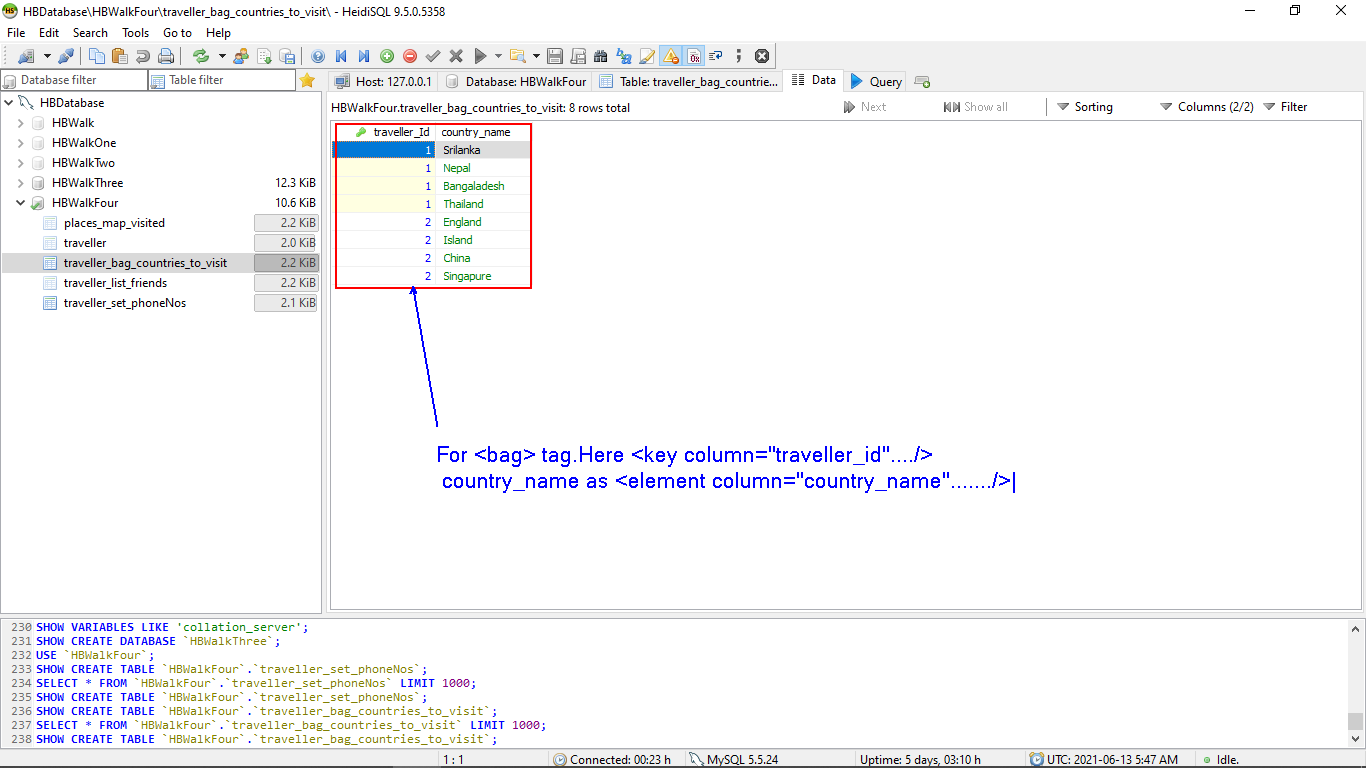 HBDatabase\HBWalkFour\traveller_bag_countries_to_visit\ - HeidiSQL 9.5.0.5358
File Edit Search Tools Go to Help
Database filter Table filter
Host: 127.0.0.1 Database: HBWalkFour Table: traveller_bag_countrie... Data Query
HBDatabase
HBWalk
HBWalkOne
HBWalkTwo
HBWalkThree 12.3 KiB
HBWalkFour 10.6 KiB
places_map_visited 2.2 KiB
traveller 2.0 KiB
traveller_bag_countries_to_visit 2.2 KiB
traveller_list_friends 2.2 KiB
traveller_set_phoneNos 2.1 KiB
HBWalkFour.traveller_bag_countries_to_visit: 8 rows total Next Show all Sorting Columns (2/2) Filter
traveller_Id country_name
1 Srilanka
1 Nepal
1 Bangaladesh
1 Thailand
2 England
2 Island
2 China
2 Singapure
For <bag> tag.Here <key column="traveller_id"..../>
country_name as <element column="country_name"......./>|
230 SHOW VARIABLES LIKE 'collation_server';
231 SHOW CREATE DATABASE `HBWalkThree`;
232 USE `HBWalkFour`;
233 SHOW CREATE TABLE `HBWalkFour`.`traveller_set_phoneNos`;
234 SELECT * FROM `HBWalkFour`.`traveller_set_phoneNos` LIMIT 1000;
235 SHOW CREATE TABLE `HBWalkFour`.`traveller_set_phoneNos`;
236 SHOW CREATE TABLE `HBWalkFour`.`traveller_bag_countries_to_visit`;
237 SELECT * FROM `HBWalkFour`.`traveller_bag_countries_to_visit` LIMIT 1000;
238 SHOW CREATE TABLE `HBWalkFour`.`traveller_bag_countries_to_visit`;
1 : 1 Connected: 00:23 h MySQL 5.5.24 Uptime: 5 days, 03:10 h UTC: 2021-06-13 5:47 AM Idle.